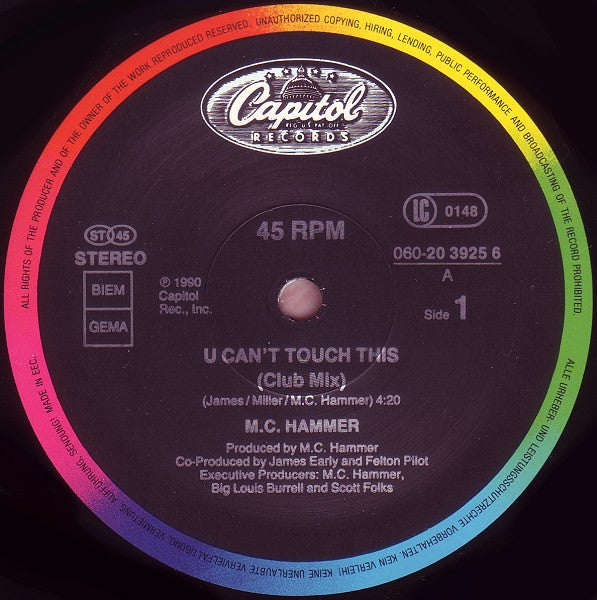 ALL RIGHTS OF THE PRODUCER AND OF THE OWNER OF THE WORK REPRODUCED RESERVED. UNAUTHORIZED COPYING, HIRING, LENDING, PUBLIC PERFORMANCE AND BROADCASTING OF THE RECORD PROHIBITED.
Capitol
REG. U.S. PAT. OFF.
RECORDS
45 RPM
LC 0148
ST 45
STEREO
060-20 3925 6
A
BIEM
GEMA
℗ 1990
Capitol
Rec., Inc.
Side 1
U CAN'T TOUCH THIS
(Club Mix)
(James/Miller/M.C. Hammer) 4:20
M.C. HAMMER
Produced by M.C. Hammer
Co-Produced by James Early and Felton Pilot
Executive Producers: M.C. Hammer,
Big Louis Burrell and Scott Folks
ALLE URHEBER- UND LEISTUNGSSCHUTZRECHTE VORBEHALTEN. KEIN VERLEIH! KEINE UNERLAUBTE VERVIELFÄLTIGUNG, VERMIETUNG, AUFFÜHRUNG, SENDUNG! MADE IN EEC.